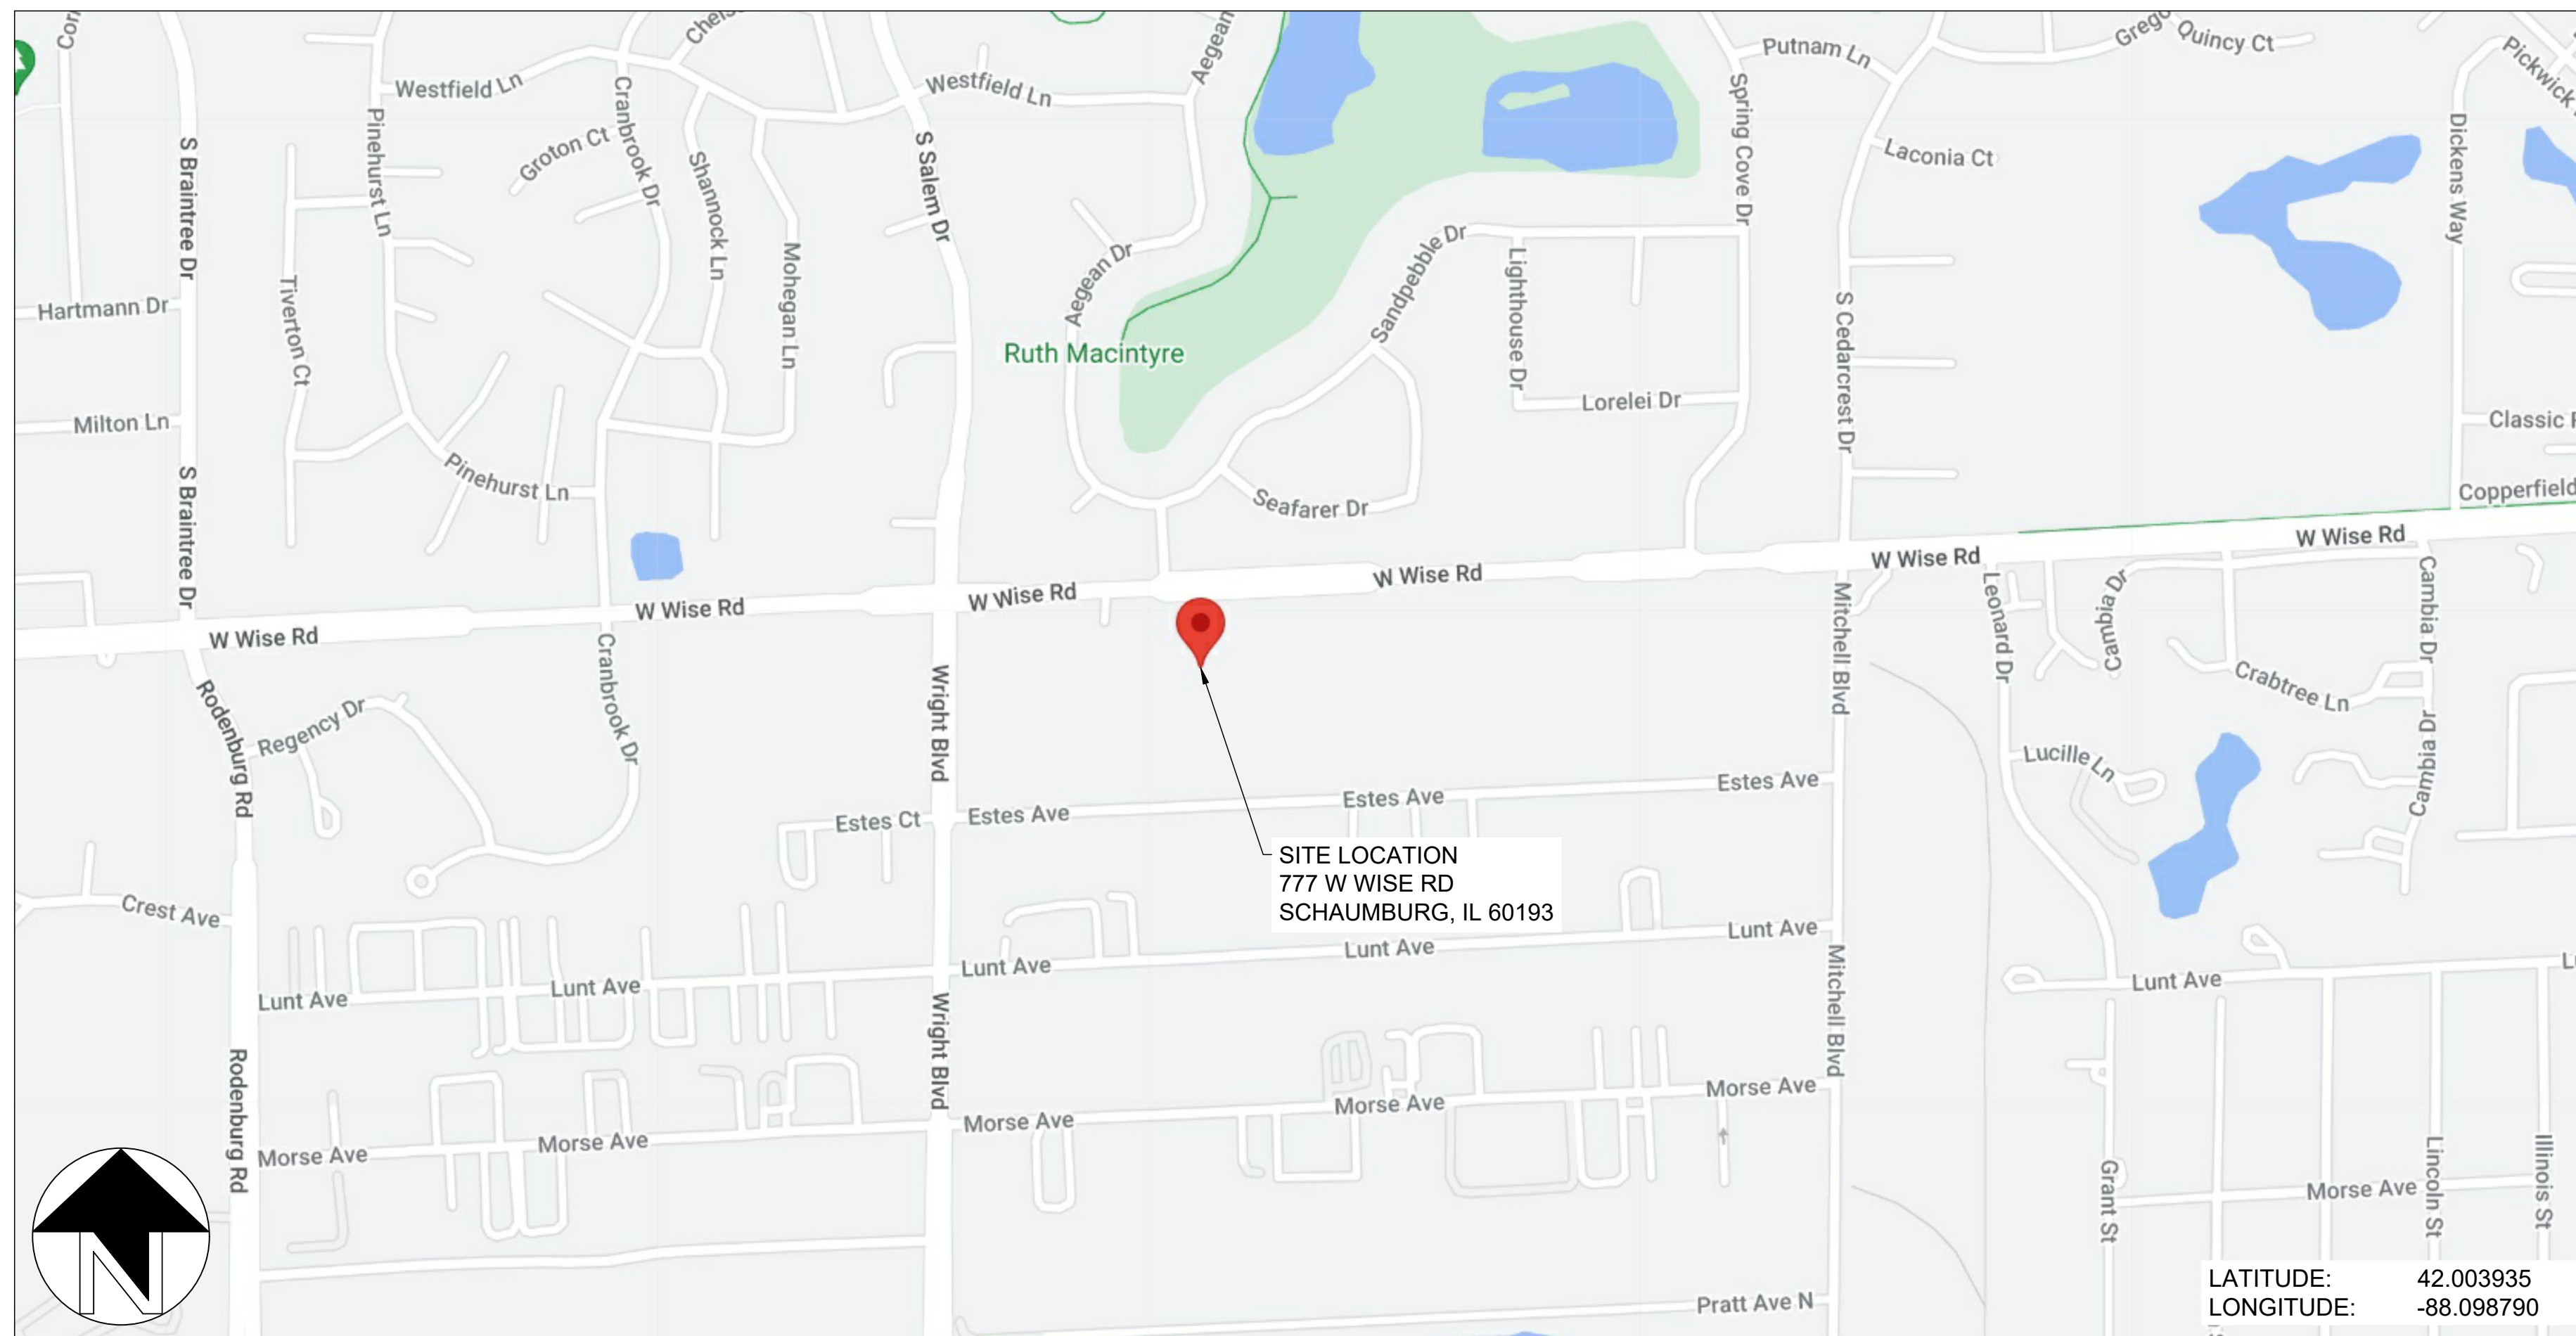 Westfield Ln
Westfield Ln
Aegean
Putnam Ln
Quincy Ct
Pickwick
Pinehurst Ln
Groton Ct
Cranbrook Dr
Shannock Ln
S Salem Dr
Spring Cove Dr
Laconia Ct
Dickens Way
S Braintree Dr
Tiverton Ct
Mohegan Ln
Aegean Dr
Sandpebble Dr
Lighthouse Dr
S Cedarcrest Dr
Hartmann Dr
Ruth Macintyre
Lorelei Dr
Milton Ln
Classic
S Braintree Dr
Pinehurst Ln
Seafarer Dr
Copperfield
W Wise Rd
W Wise Rd
W Wise Rd
W Wise Rd
W Wise Rd
W Wise Rd
Rodenburg Rd
Regency Dr
Cranbrook Dr
Wright Blvd
Mitchell Blvd
Leonard Dr
Cambia Dr
Cambia Dr
Crabtree Ln
Lucille Ln
Cambia Dr
Estes Ct
Estes Ave
Estes Ave
Estes Ave
SITE LOCATION
777 W WISE RD
SCHAUMBURG, IL 60193
Crest Ave
Lunt Ave
Lunt Ave
Lunt Ave
Lunt Ave
Lunt Ave
Lunt Ave
Rodenburg Rd
Wright Blvd
Mitchell Blvd
Morse Ave
Morse Ave
Morse Ave
Morse Ave
Morse Ave
Morse Ave
Grant St
Lincoln St
Illinois St
Pratt Ave N
N
LATITUDE: 42.003935
LONGITUDE: -88.098790